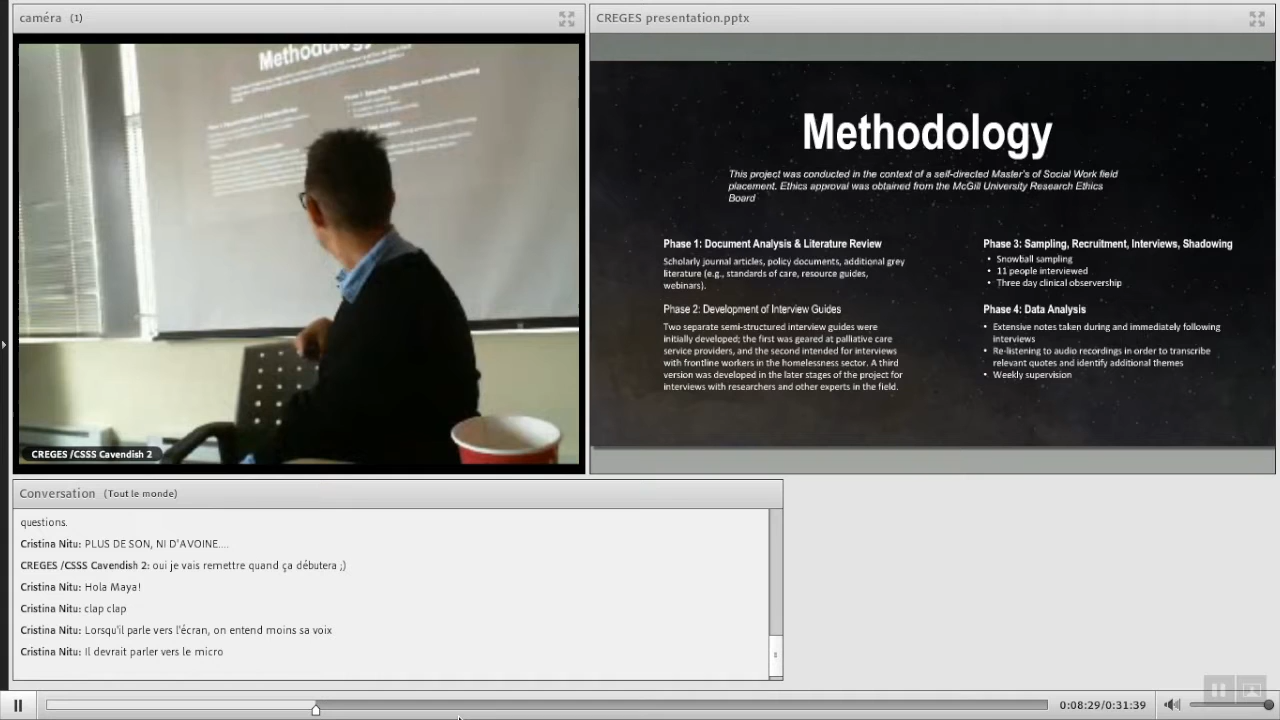 caméra (1)
Methodology
CREGES /CSSS Cavendish 2
CREGES presentation.pptx
Methodology
This project was conducted in the context of a self-directed Master's of Social Work field
placement. Ethics approval was obtained from the McGill University Research Ethics
Board
Phase 1: Document Analysis & Literature Review
Scholarly journal articles, policy documents, additional grey
literature (e.g., standards of care, resource guides,
webinars).
Phase 2: Development of Interview Guides
Two separate semi-structured interview guides were
initially developed; the first was geared at palliative care
service providers, and the second intended for interviews
with frontline workers in the homelessness sector. A third
version was developed in the later stages of the project for
interviews with researchers and other experts in the field.
Phase 3: Sampling, Recruitment, Interviews, Shadowing
• Snowball sampling
• 11 people interviewed
• Three day clinical observership
Phase 4: Data Analysis
• Extensive notes taken during and immediately following
interviews
• Re-listening to audio recordings in order to transcribe
relevant quotes and identify additional themes
• Weekly supervision
Conversation (Tout le monde)
questions.
Cristina Nitu: PLUS DE SON, NI D'AVOINE....
CREGES /CSSS Cavendish 2: oui je vais remettre quand ça débutera ;)
Cristina Nitu: Hola Maya!
Cristina Nitu: clap clap
Cristina Nitu: Lorsqu'il parle vers l'écran, on entend moins sa voix
Cristina Nitu: Il devrait parler vers le micro
0:08:29/0:31:39